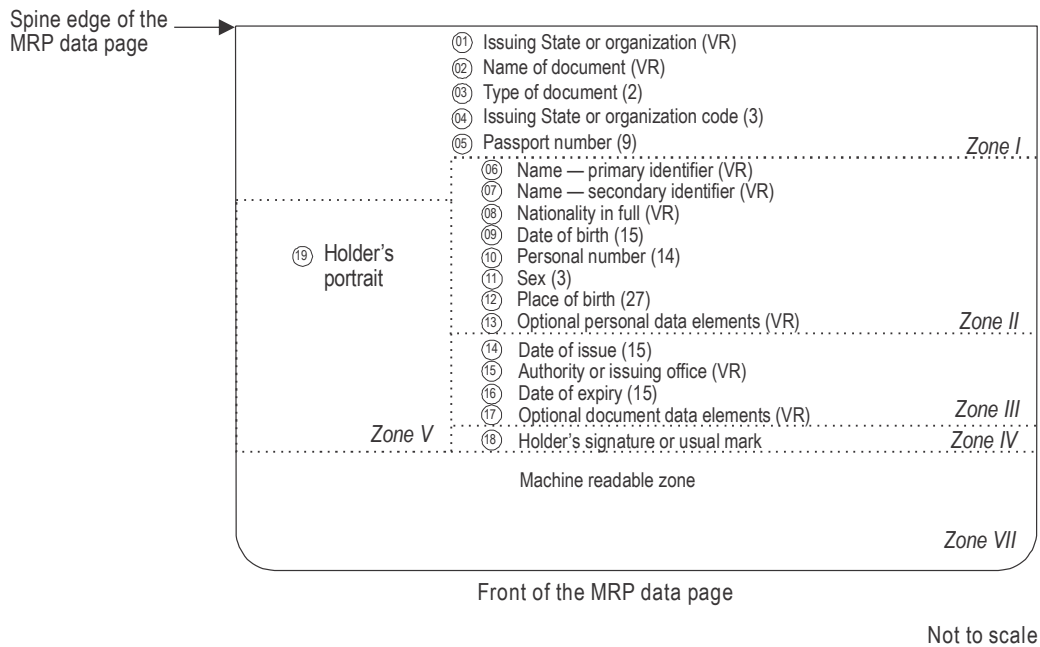 Spine edge of the
MRP data page
01 Issuing State or organization (VR)
02 Name of document (VR)
03 Type of document (2)
04 Issuing State or organization code (3)
05 Passport number (9)
Zone I
06 Name — primary identifier (VR)
07 Name — secondary identifier (VR)
08 Nationality in full (VR)
09 Date of birth (15)
10 Personal number (14)
11 Sex (3)
12 Place of birth (27)
13 Optional personal data elements (VR)
Zone II
14 Date of issue (15)
15 Authority or issuing office (VR)
16 Date of expiry (15)
17 Optional document data elements (VR)
Zone III
18 Holder's signature or usual mark
Zone IV
19 Holder's
portrait
Zone V
Machine readable zone
Zone VII
Front of the MRP data page
Not to scale